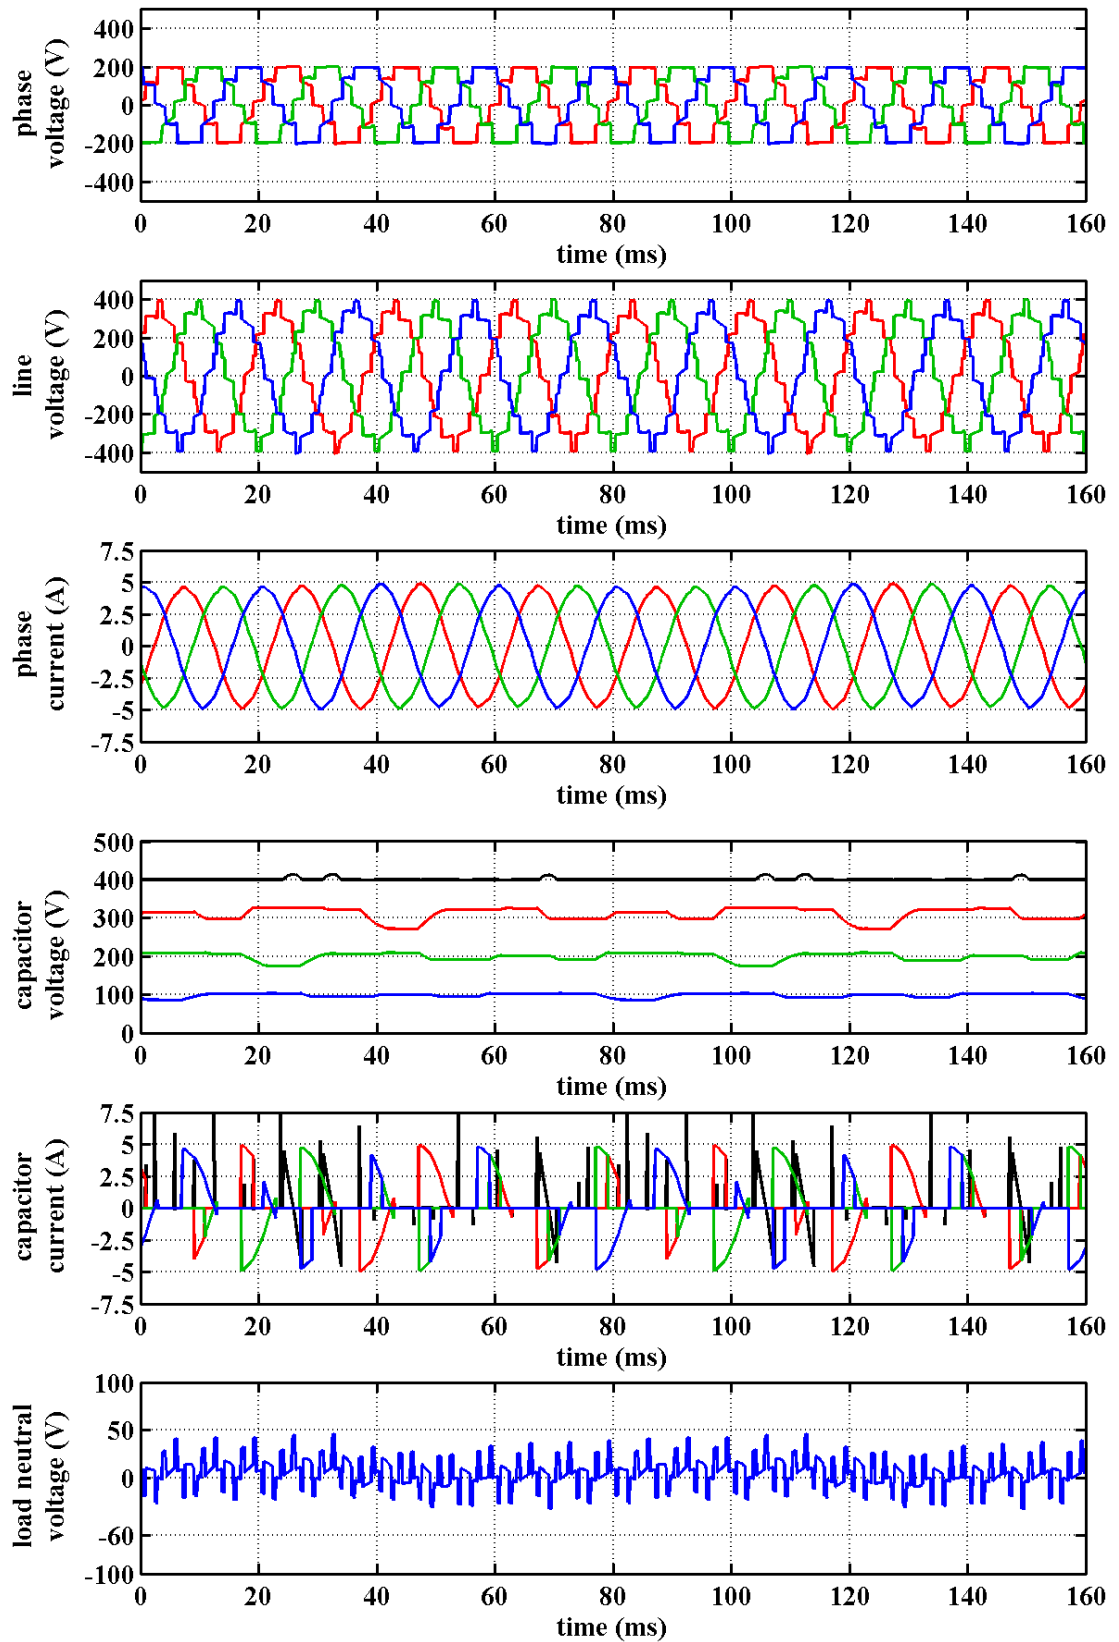 phase
voltage (V)
400
200
0
-200
-400
0 20 40 60 80 100 120 140 160
time (ms)
line
voltage (V)
400
200
0
-200
-400
0 20 40 60 80 100 120 140 160
time (ms)
phase
current (A)
7.5
5
2.5
0
-2.5
-5
-7.5
0 20 40 60 80 100 120 140 160
time (ms)
capacitor
voltage (V)
500
400
300
200
100
0
0 20 40 60 80 100 120 140 160
time (ms)
capacitor
current (A)
7.5
5
2.5
0
-2.5
-5
-7.5
0 20 40 60 80 100 120 140 160
time (ms)
load neutral
voltage (V)
100
50
0
-60
-100
0 20 40 60 80 100 120 140 160
time (ms)